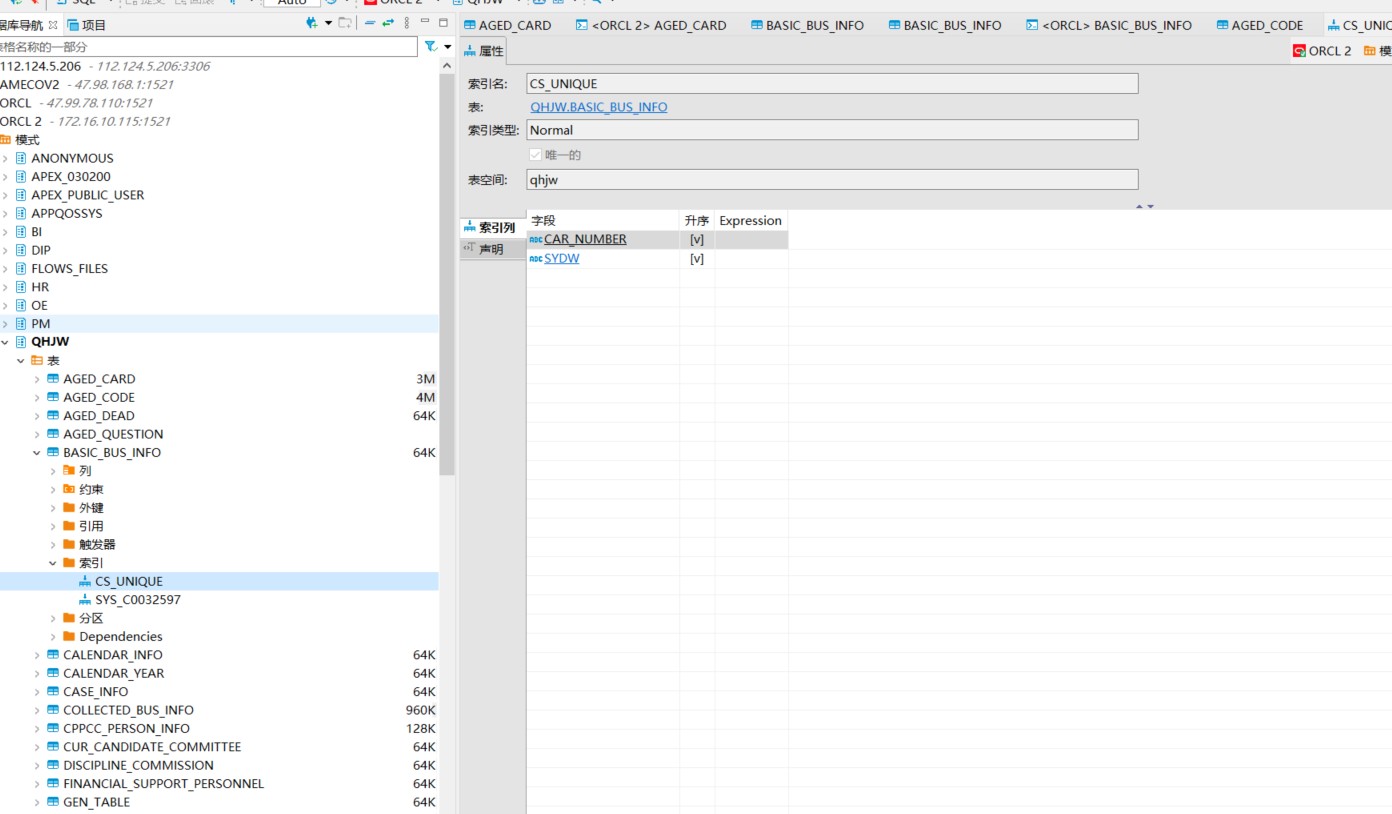 SQL 提交 回滚 Auto ORCL 2 QHJW
据库导航 项目
表格名称的一部分
112.124.5.206 - 112.124.5.206:3306
AMECOV2 - 47.98.168.1:1521
ORCL - 47.99.78.110:1521
ORCL 2 - 172.16.10.115:1521
模式
ANONYMOUS
APEX_030200
APEX_PUBLIC_USER
APPQOSSYS
BI
DIP
FLOWS_FILES
HR
OE
PM
QHJW
表
AGED_CARD 3M
AGED_CODE 4M
AGED_DEAD 64K
AGED_QUESTION
BASIC_BUS_INFO 64K
列
约束
外键
引用
触发器
索引
CS_UNIQUE
SYS_C0032597
分区
Dependencies
CALENDAR_INFO 64K
CALENDAR_YEAR 64K
CASE_INFO 64K
COLLECTED_BUS_INFO 960K
CPPCC_PERSON_INFO 128K
CUR_CANDIDATE_COMMITTEE 64K
DISCIPLINE_COMMISSION 64K
FINANCIAL_SUPPORT_PERSONNEL 64K
GEN_TABLE 64K
AGED_CARD <ORCL 2> AGED_CARD BASIC_BUS_INFO BASIC_BUS_INFO <ORCL> BASIC_BUS_INFO AGED_CODE CS_UNIQ
属性 ORCL 2 模
索引名: CS_UNIQUE
表: QHJW.BASIC_BUS_INFO
索引类型: Normal
唯一的
表空间: qhjw
索引列
声明
字段 升序 Expression
ABC CAR_NUMBER [v]
ABC SYDW [v]